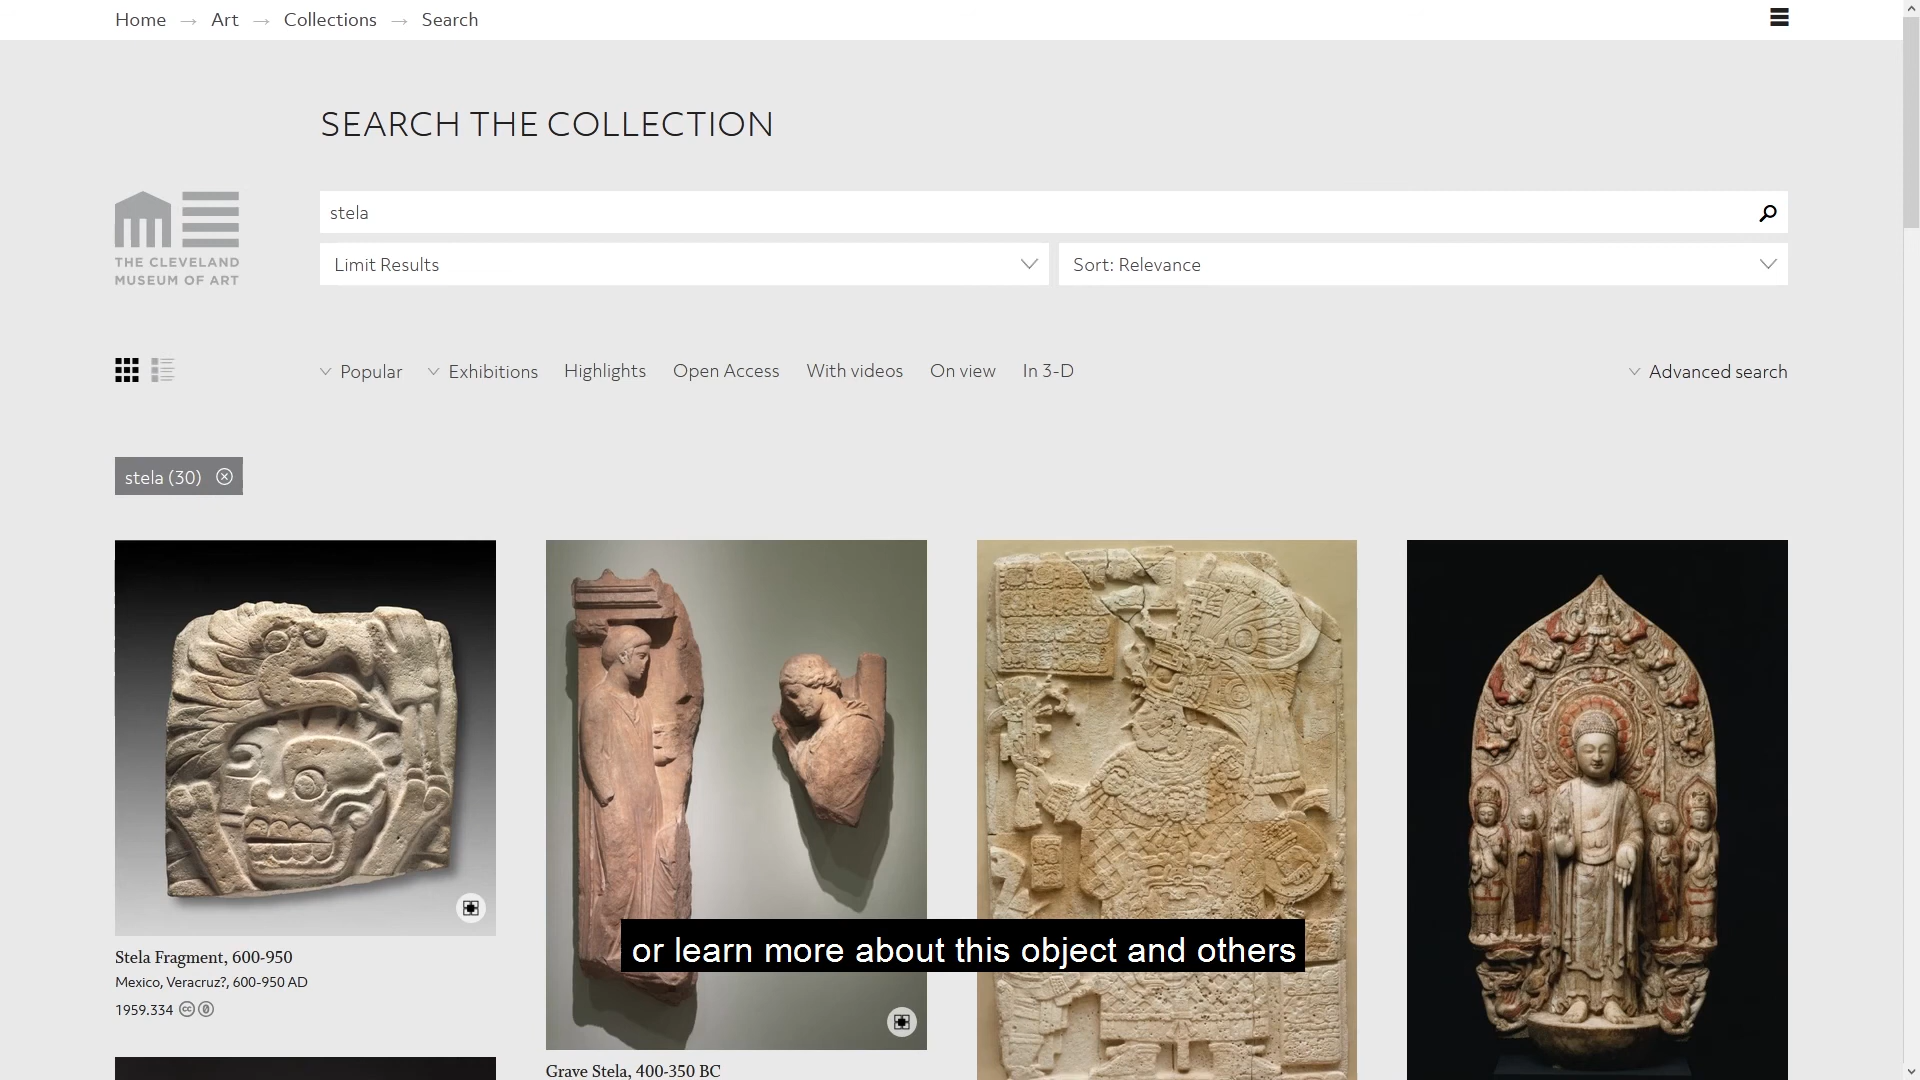 Home → Art → Collections → Search
SEARCH THE COLLECTION
THE CLEVELAND
MUSEUM OF ART
stela
Limit Results
Sort: Relevance
Popular Exhibitions Highlights Open Access With videos On view In 3-D Advanced search
stela (30)
or learn more about this object and others
Stela Fragment, 600-950
Mexico, Veracruz?, 600-950 AD
1959.334
Grave Stela, 400-350 BC